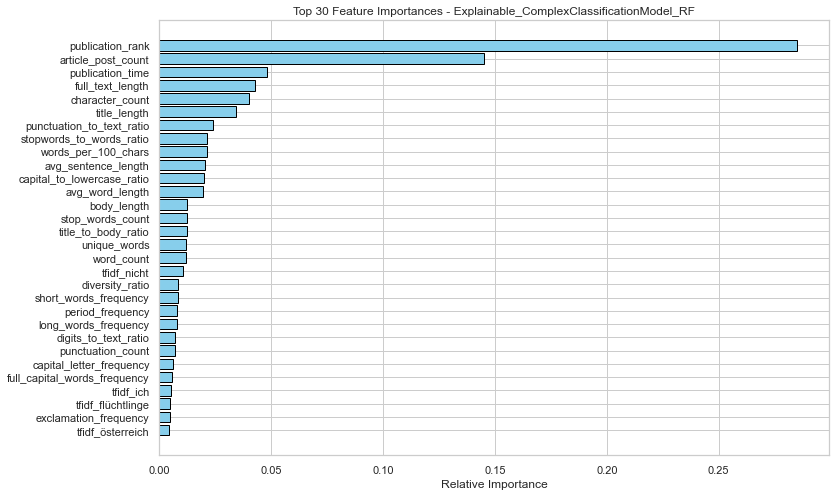 Top 30 Feature Importances - Explainable_ComplexClassificationModel_RF
publication_rank
article_post_count
publication_time
full_text_length
character_count
title_length
punctuation_to_text_ratio
stopwords_to_words_ratio
words_per_100_chars
avg_sentence_length
capital_to_lowercase_ratio
avg_word_length
body_length
stop_words_count
title_to_body_ratio
unique_words
word_count
tfidf_nicht
diversity_ratio
short_words_frequency
period_frequency
long_words_frequency
digits_to_text_ratio
punctuation_count
capital_letter_frequency
full_capital_words_frequency
tfidf_ich
tfidf_flüchtlinge
exclamation_frequency
tfidf_österreich
0.00 0.05 0.10 0.15 0.20 0.25
Relative Importance